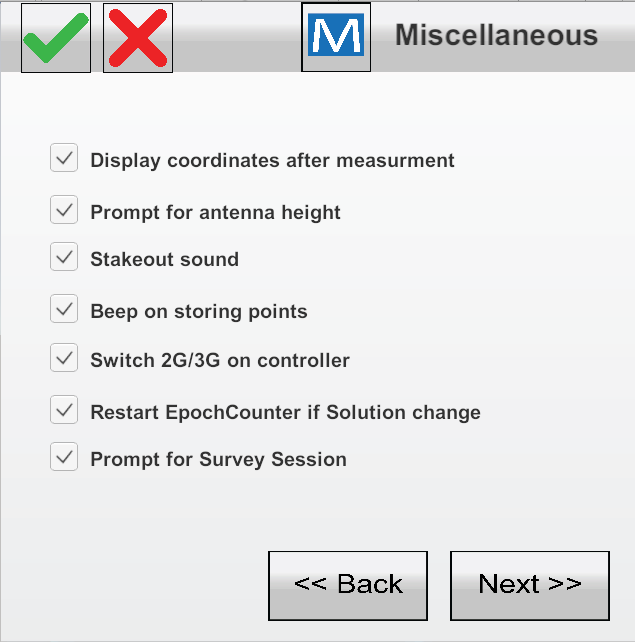 M Miscellaneous
Display coordinates after measurment
Prompt for antenna height
Stakeout sound
Beep on storing points
Switch 2G/3G on controller
Restart EpochCounter if Solution change
Prompt for Survey Session
<< Back Next >>